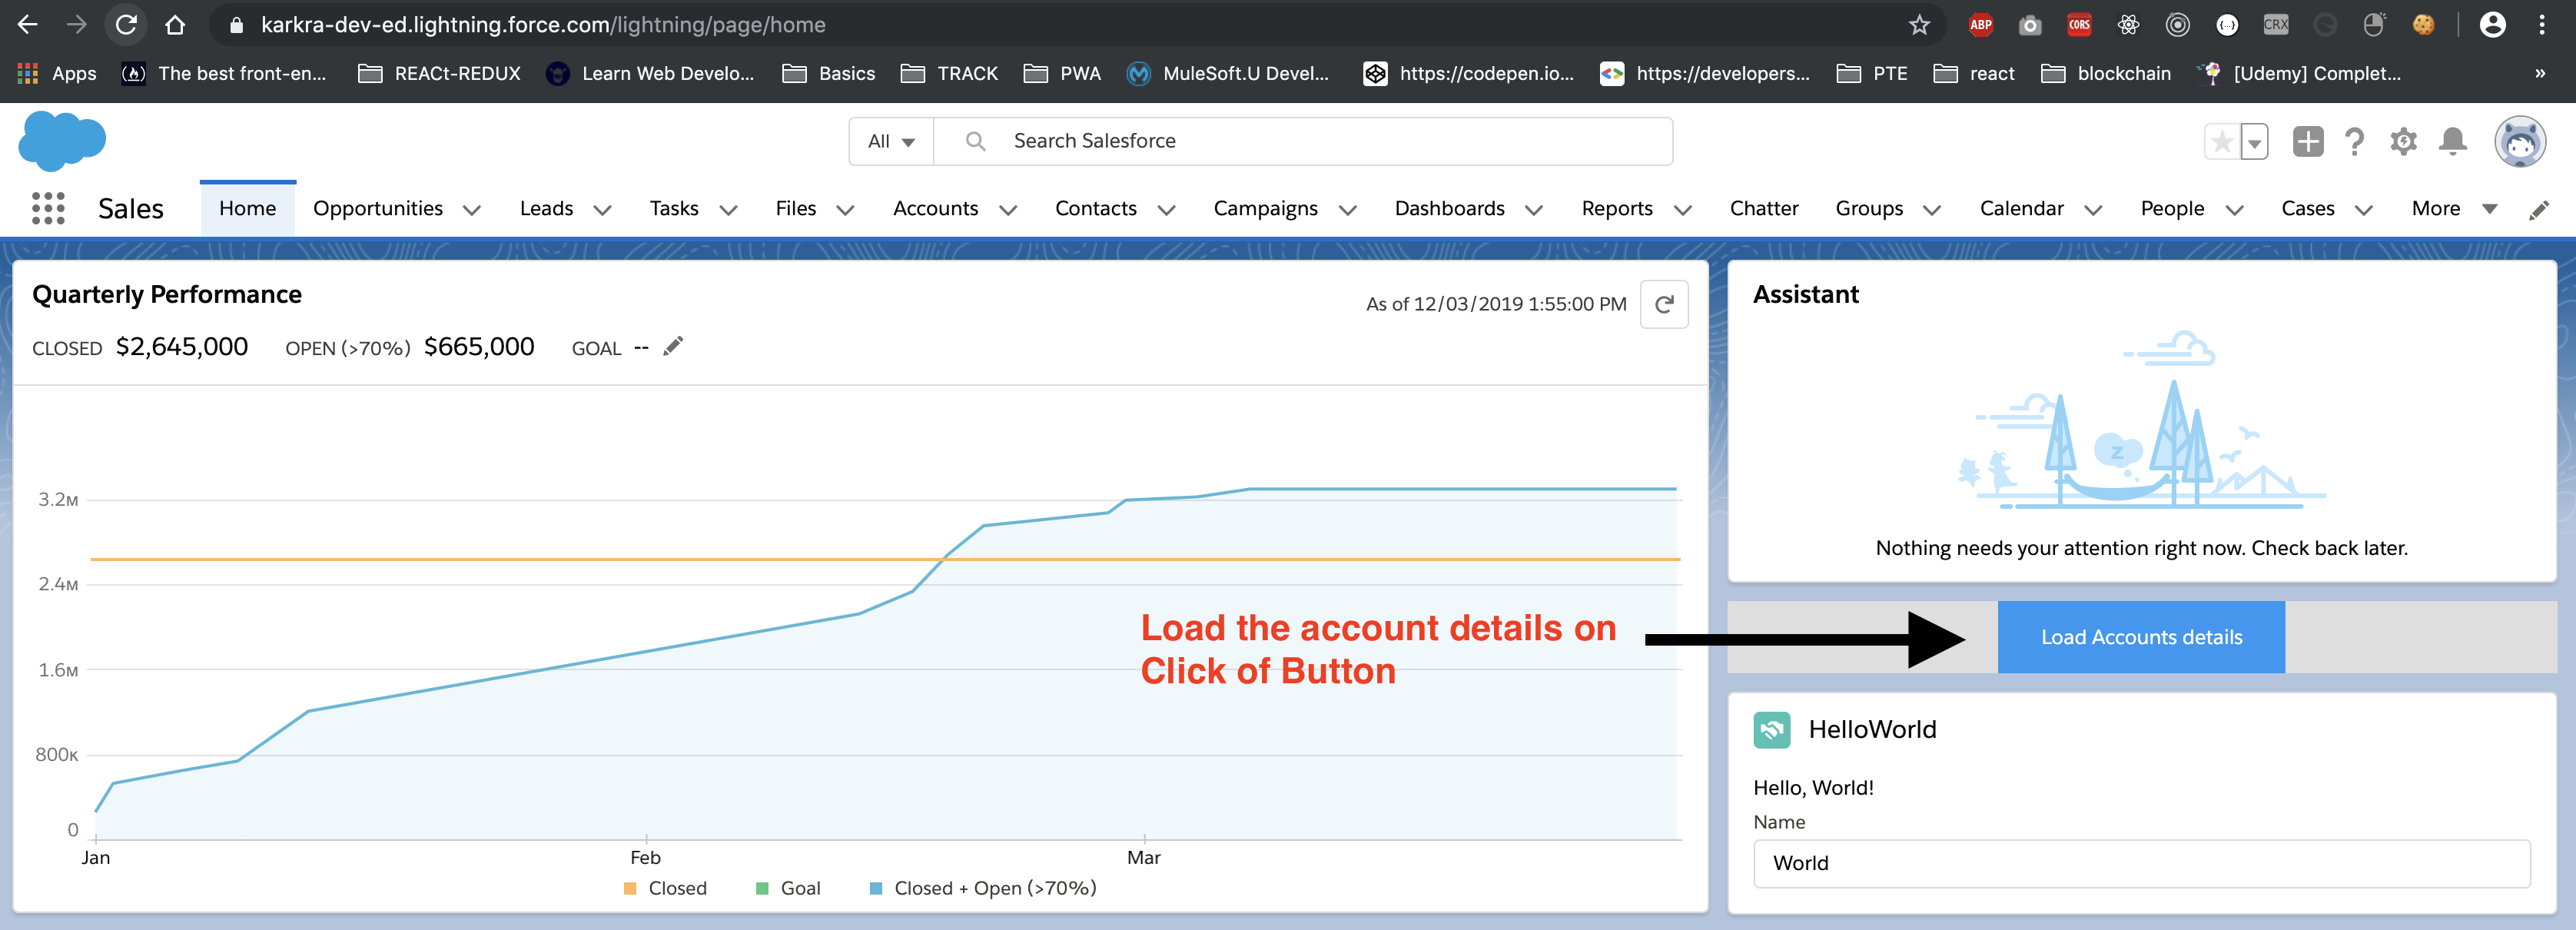 karkra-dev-ed.lightning.force.com/lightning/page/home
ABP
CORS
{...}
CRX
Apps
The best front-en...
REACt-REDUX
Learn Web Develo...
Basics
TRACK
PWA
MuleSoft.U Devel...
https://codepen.io...
https://developers...
PTE
react
blockchain
[Udemy] Complet...
»
All
Search Salesforce
Sales
Home
Opportunities
Leads
Tasks
Files
Accounts
Contacts
Campaigns
Dashboards
Reports
Chatter
Groups
Calendar
People
Cases
More
Quarterly Performance
As of 12/03/2019 1:55:00 PM
CLOSED $2,645,000 OPEN (>70%) $665,000 GOAL --
3.2M
2.4M
1.6M
800K
0
Jan
Feb
Mar
Closed
Goal
Closed + Open (>70%)
Load the account details on
Click of Button
Assistant
z
Nothing needs your attention right now. Check back later.
Load Accounts details
HelloWorld
Hello, World!
Name
World